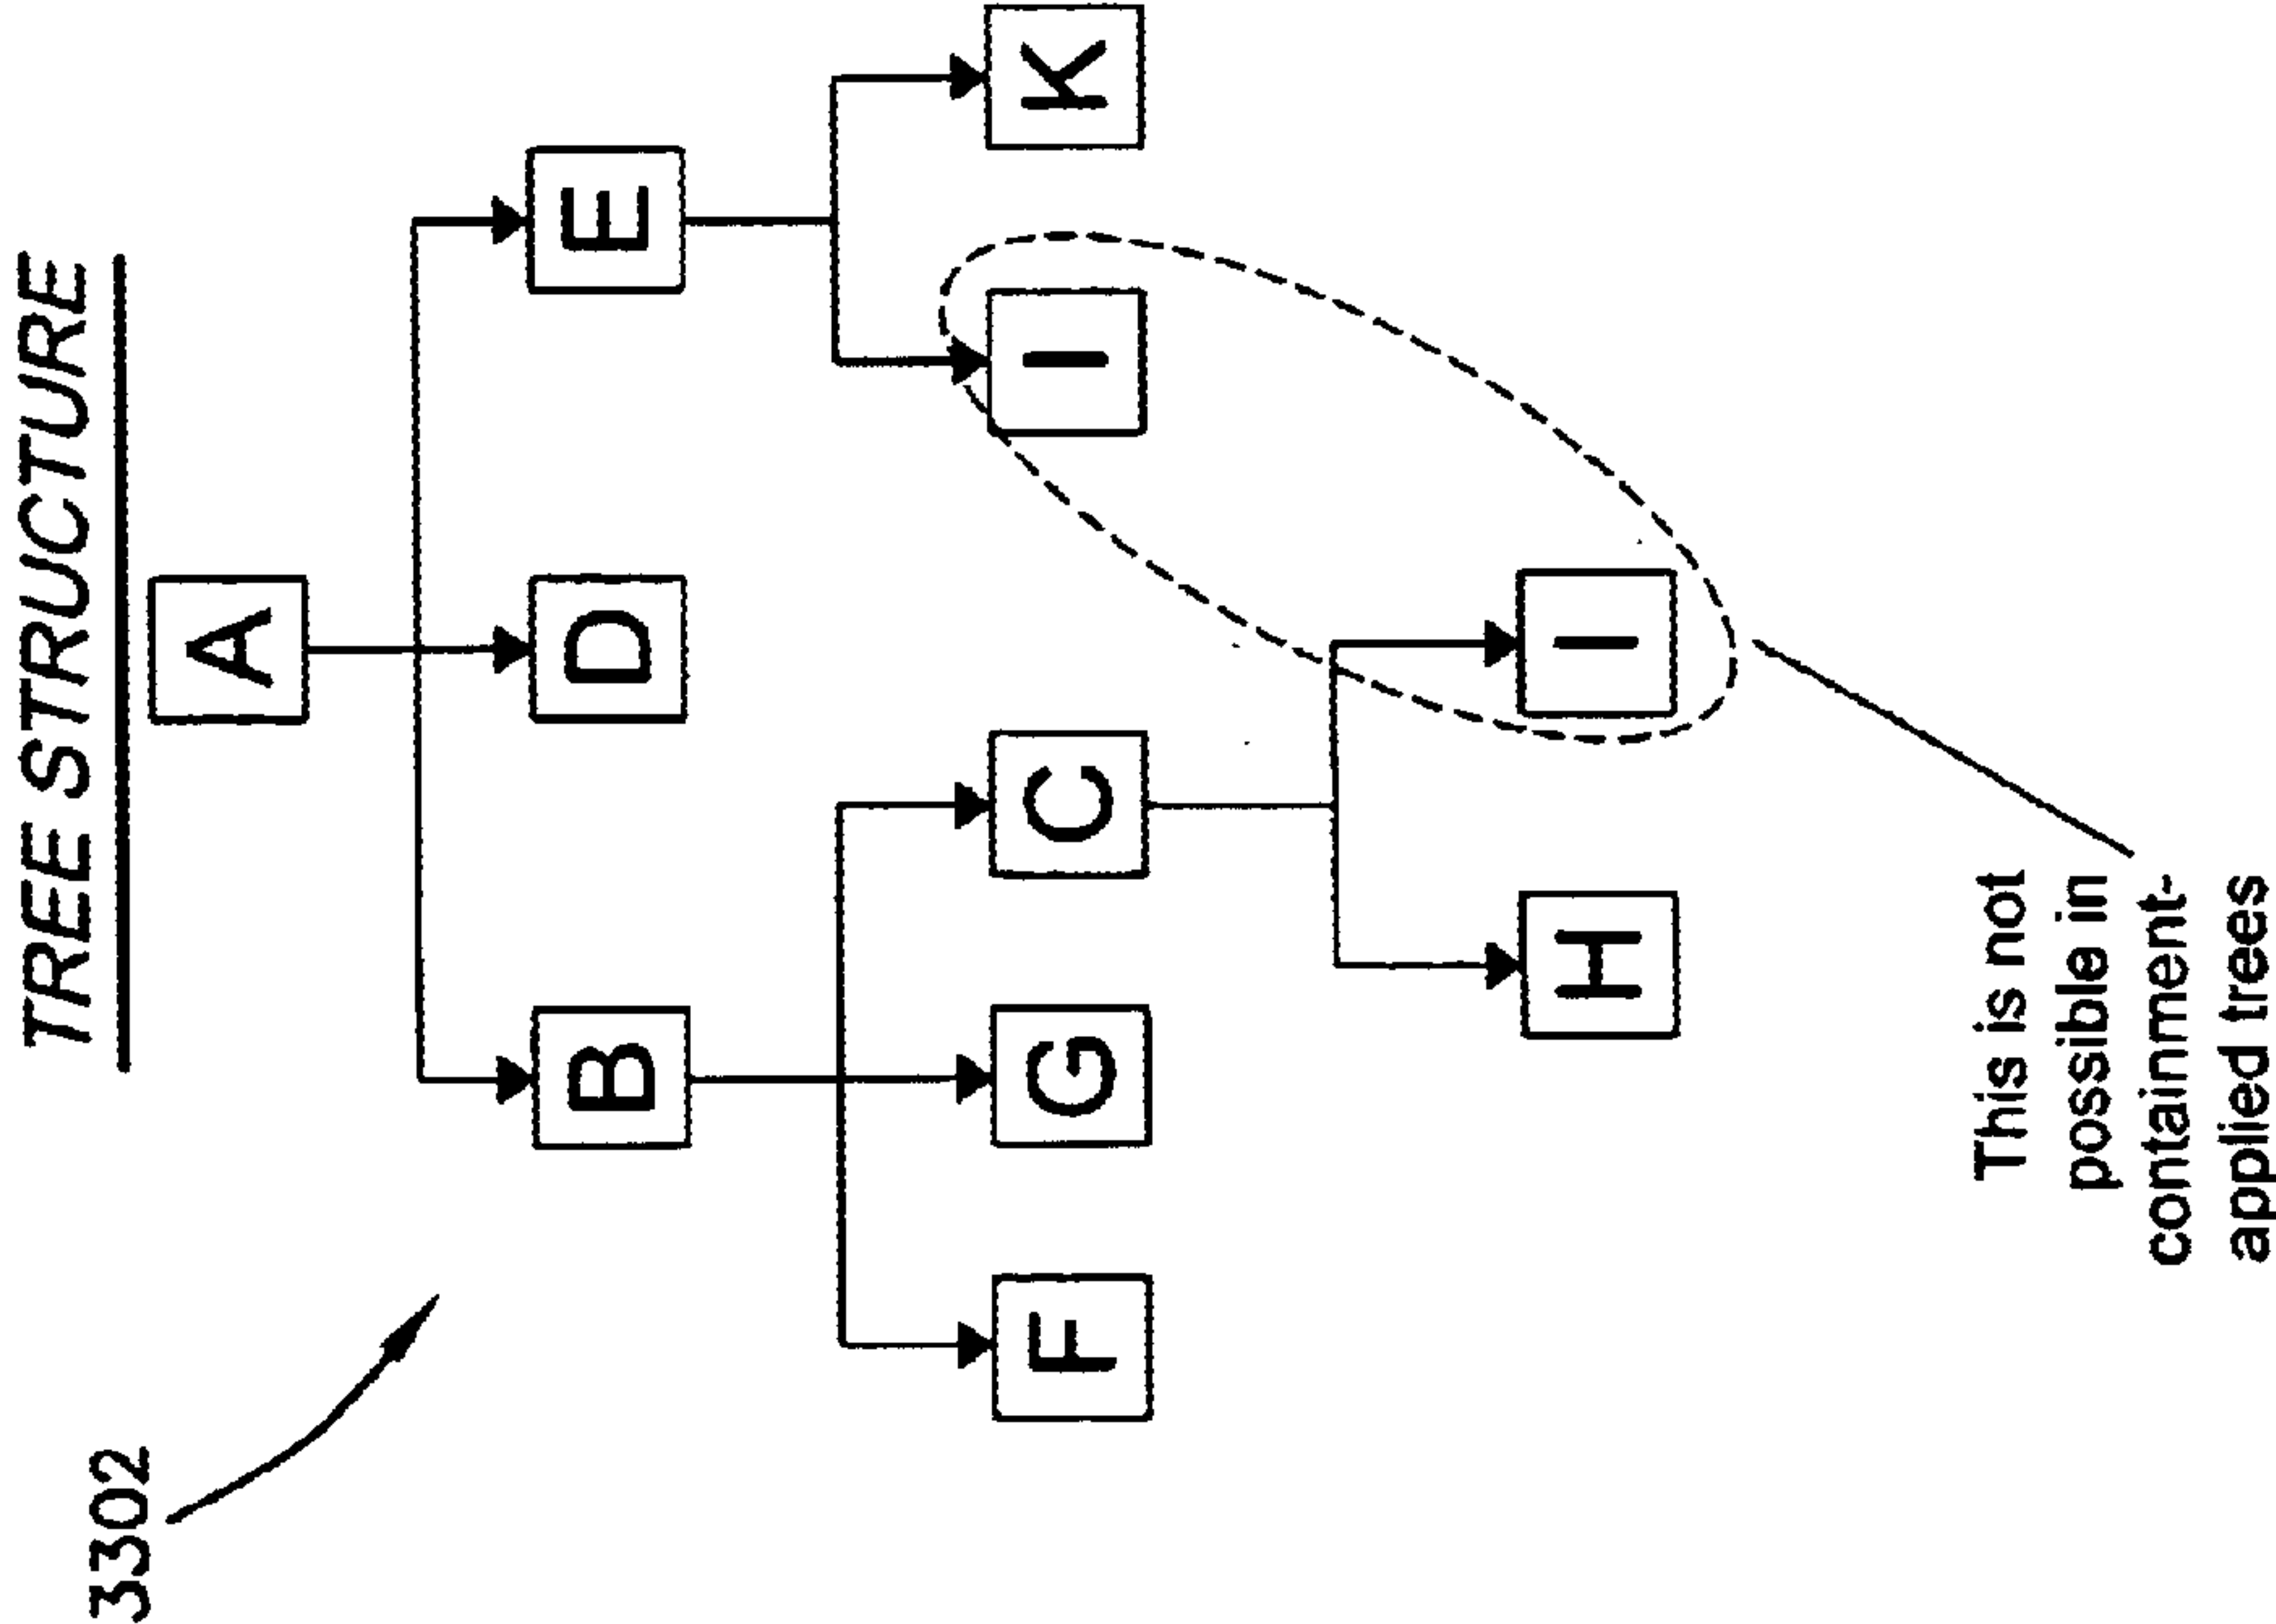 TREE STRUCTURE
3302
A
B
D
E
F
G
C
I
K
H
I
This is not
possible in
containment-
applied trees